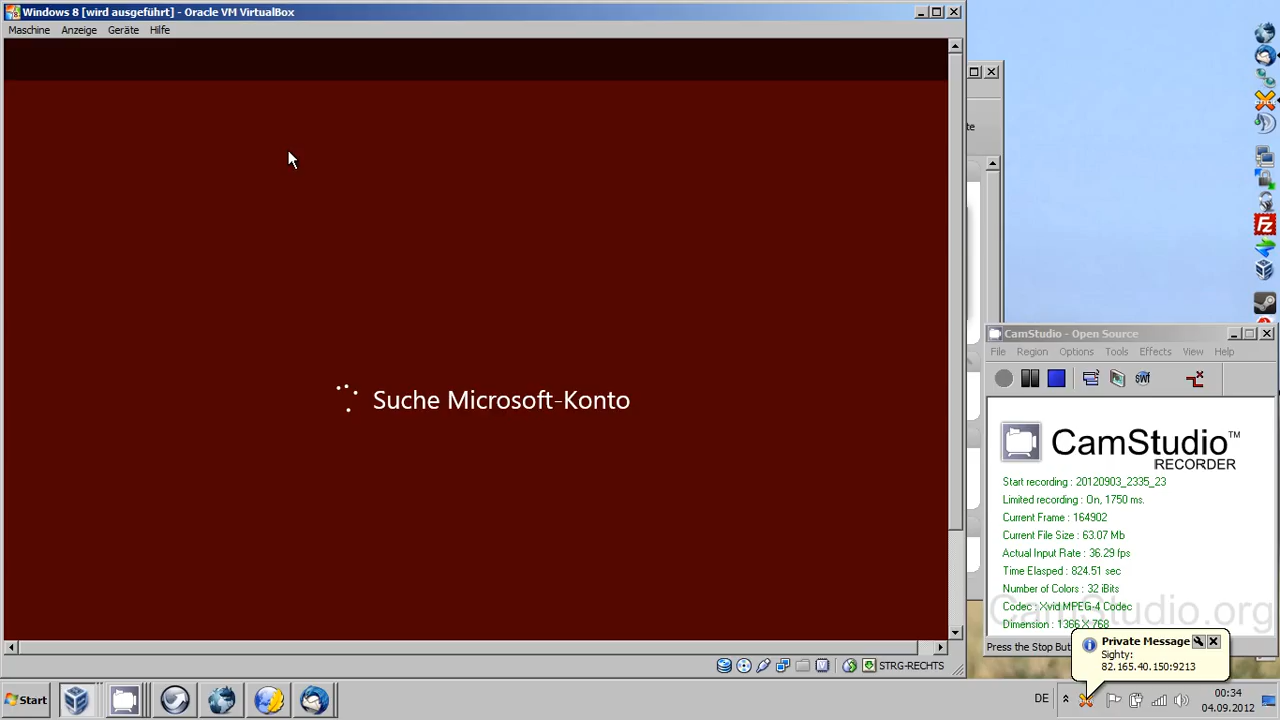 Windows 8 [wird ausgeführt] - Oracle VM VirtualBox
Maschine Anzeige Geräte Hilfe
te
Suche Microsoft-Konto
CamStudio - Open Source
File Region Options Tools Effects View Help
swf
CamStudio™
RECORDER
Start recording : 20120903_2335_23
Limited recording : On, 1750 ms.
Current Frame : 164902
Current File Size : 63.07 Mb
Actual Input Rate : 36.29 fps
Time Elasped : 824.51 sec
Number of Colors : 32 iBits
Codec : Xvid MPEG-4 Codec
CamStudio.org
Dimension : 1366 X 768
Press the Stop But
Private Message
Sighty:
82.165.40.150:9213
STRG-RECHTS
Start
DE
00:34
04.09.2012